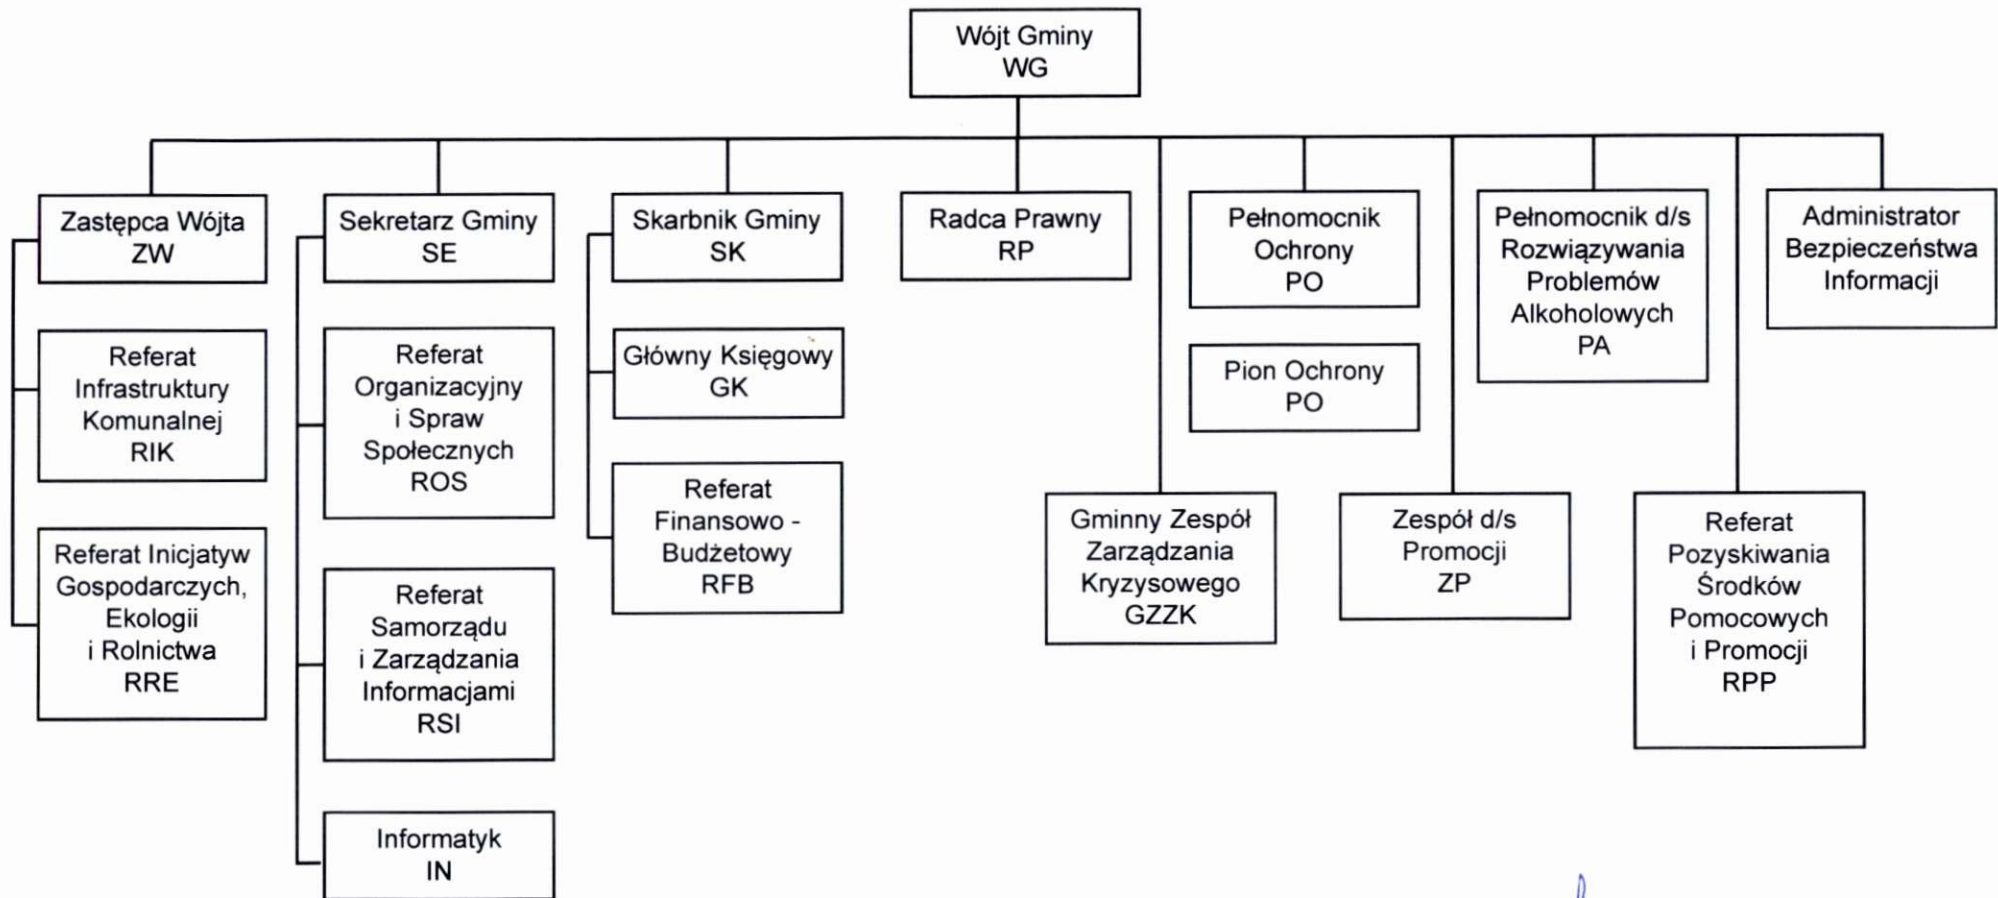 Wójt Gminy
WG
Zastępca Wójta
ZW
Referat
Infrastruktury
Komunalnej
RIK
Referat Inicjatyw
Gospodarczych,
Ekologii
i Rolnictwa
RRE
Sekretarz Gminy
SE
Referat
Organizacyjny
i Spraw
Społecznych
ROS
Referat
Samorządu
i Zarządzania
Informacjami
RSI
Informatyk
IN
Skarbnik Gminy
SK
Główny Księgowy
GK
Referat
Finansowo -
Budżetowy
RFB
Radca Prawny
RP
Gminny Zespół
Zarządzania
Kryzysowego
GZZK
Pełnomocnik
Ochrony
PO
Pion Ochrony
PO
Zespół d/s
Promocji
ZP
Pełnomocnik d/s
Rozwiązywania
Problemów
Alkoholowych
PA
Referat
Pozyskiwania
Środków
Pomocowych
i Promocji
RPP
Administrator
Bezpieczeństwa
Informacji